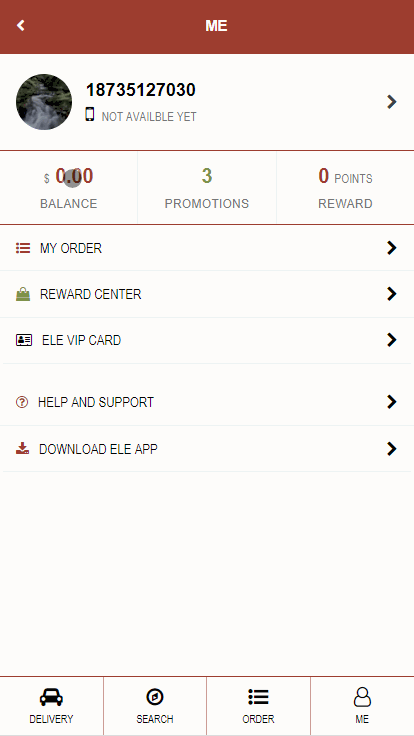 ME
18735127030
NOT AVAILBLE YET
$ 0.00
BALANCE
3
PROMOTIONS
0 POINTS
REWARD
MY ORDER
REWARD CENTER
ELE VIP CARD
HELP AND SUPPORT
DOWNLOAD ELE APP
DELIVERY
SEARCH
ORDER
ME